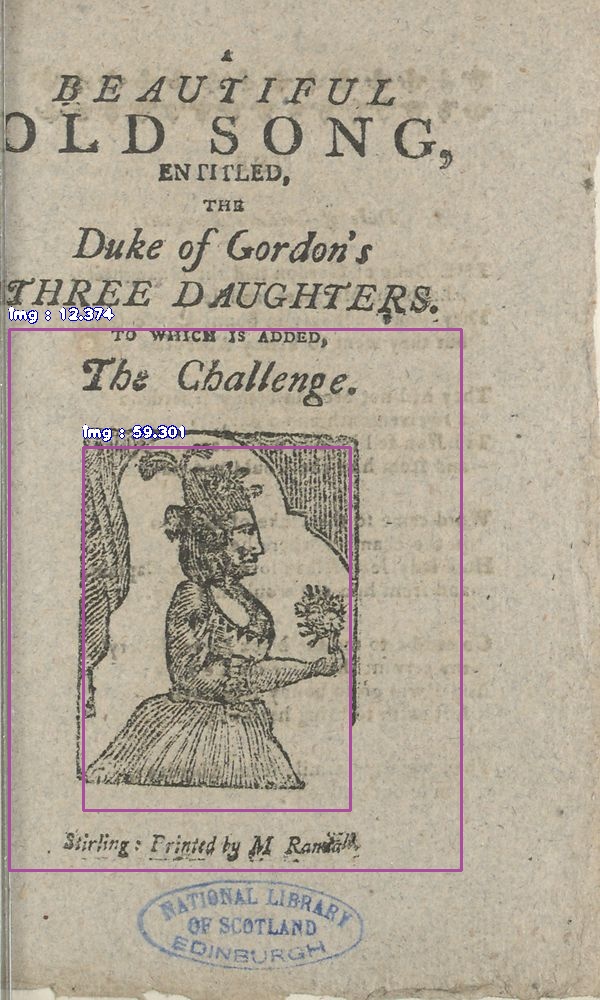 A
BEAUTIFUL
OLD SONG,
ENTITLED,
THE
Duke of Gordon's
THREE DAUGHTERS.
Img : 12.374
TO WHICH IS ADDED,
The Challenge.
Img : 59.301
Stirling: Printed by M Randall.
NATIONAL LIBRARY
OF SCOTLAND
EDINBURGH